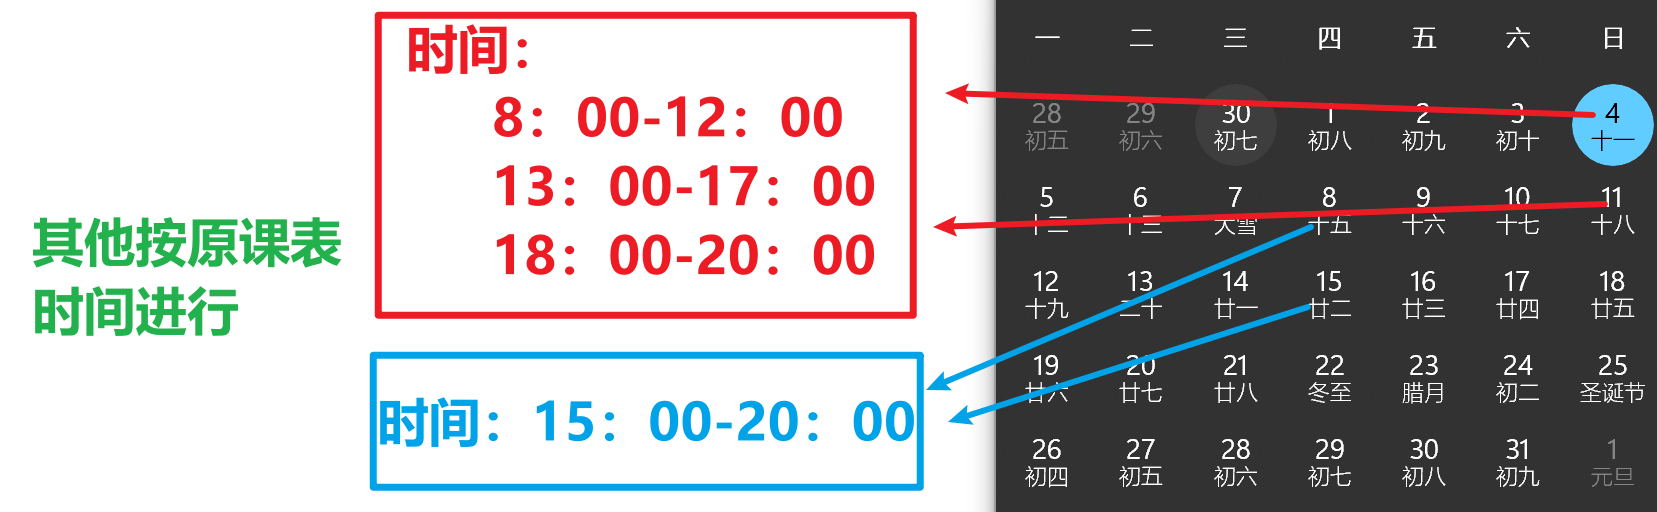 时间：
8：00-12：00
13：00-17：00
18：00-20：00
其他按原课表
时间进行
时间：15：00-20：00
一 二 三 四 五 六 日
28 29 30 1 2 3 4
初五 初六 初七 初八 初九 初十 十一
5 6 7 8 9 10 11
十二 十三 大雪 十五 十六 十七 十八
12 13 14 15 16 17 18
十九 二十 廿一 廿二 廿三 廿四 廿五
19 20 21 22 23 24 25
廿六 廿七 廿八 冬至 腊月 初二 圣诞节
26 27 28 29 30 31 1
初四 初五 初六 初七 初八 初九 元旦